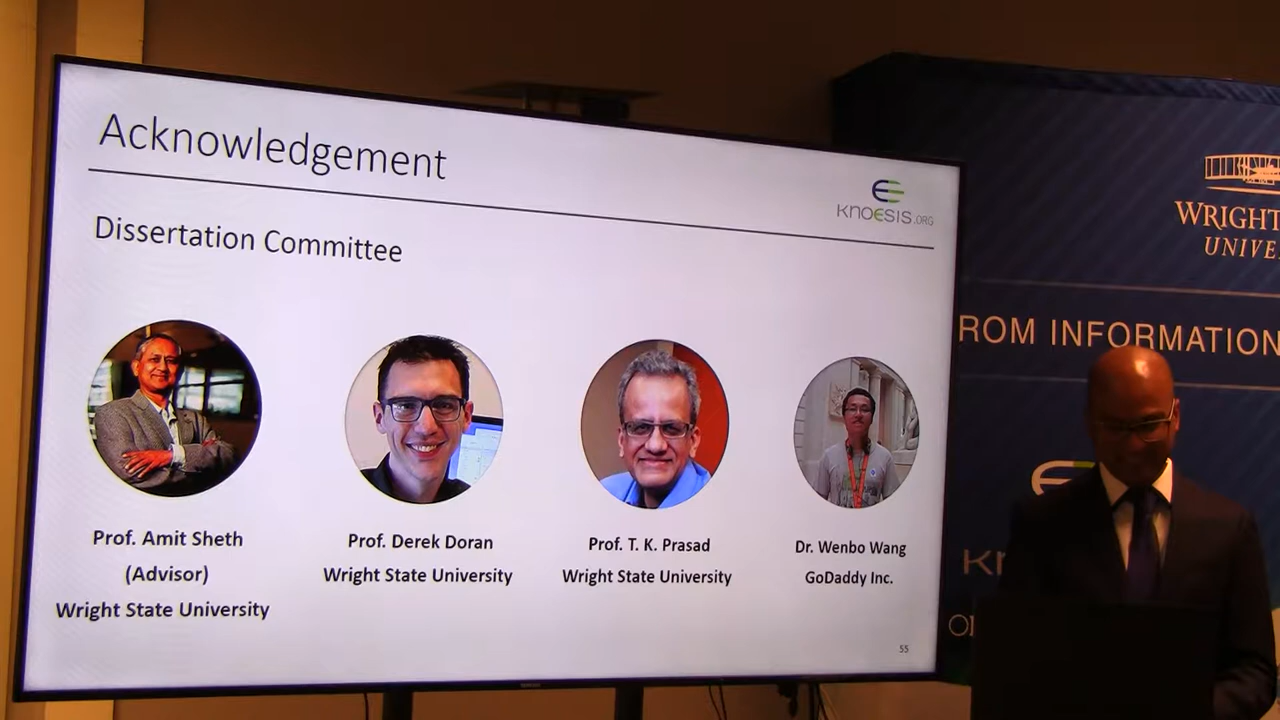 Acknowledgement
KNOESIS.ORG
Dissertation Committee
Prof. Amit Sheth
(Advisor)
Wright State University
Prof. Derek Doran
Wright State University
Prof. T. K. Prasad
Wright State University
Dr. Wenbo Wang
GoDaddy Inc.
55
WRIGHT
UNIVE
ROM INFORMATION